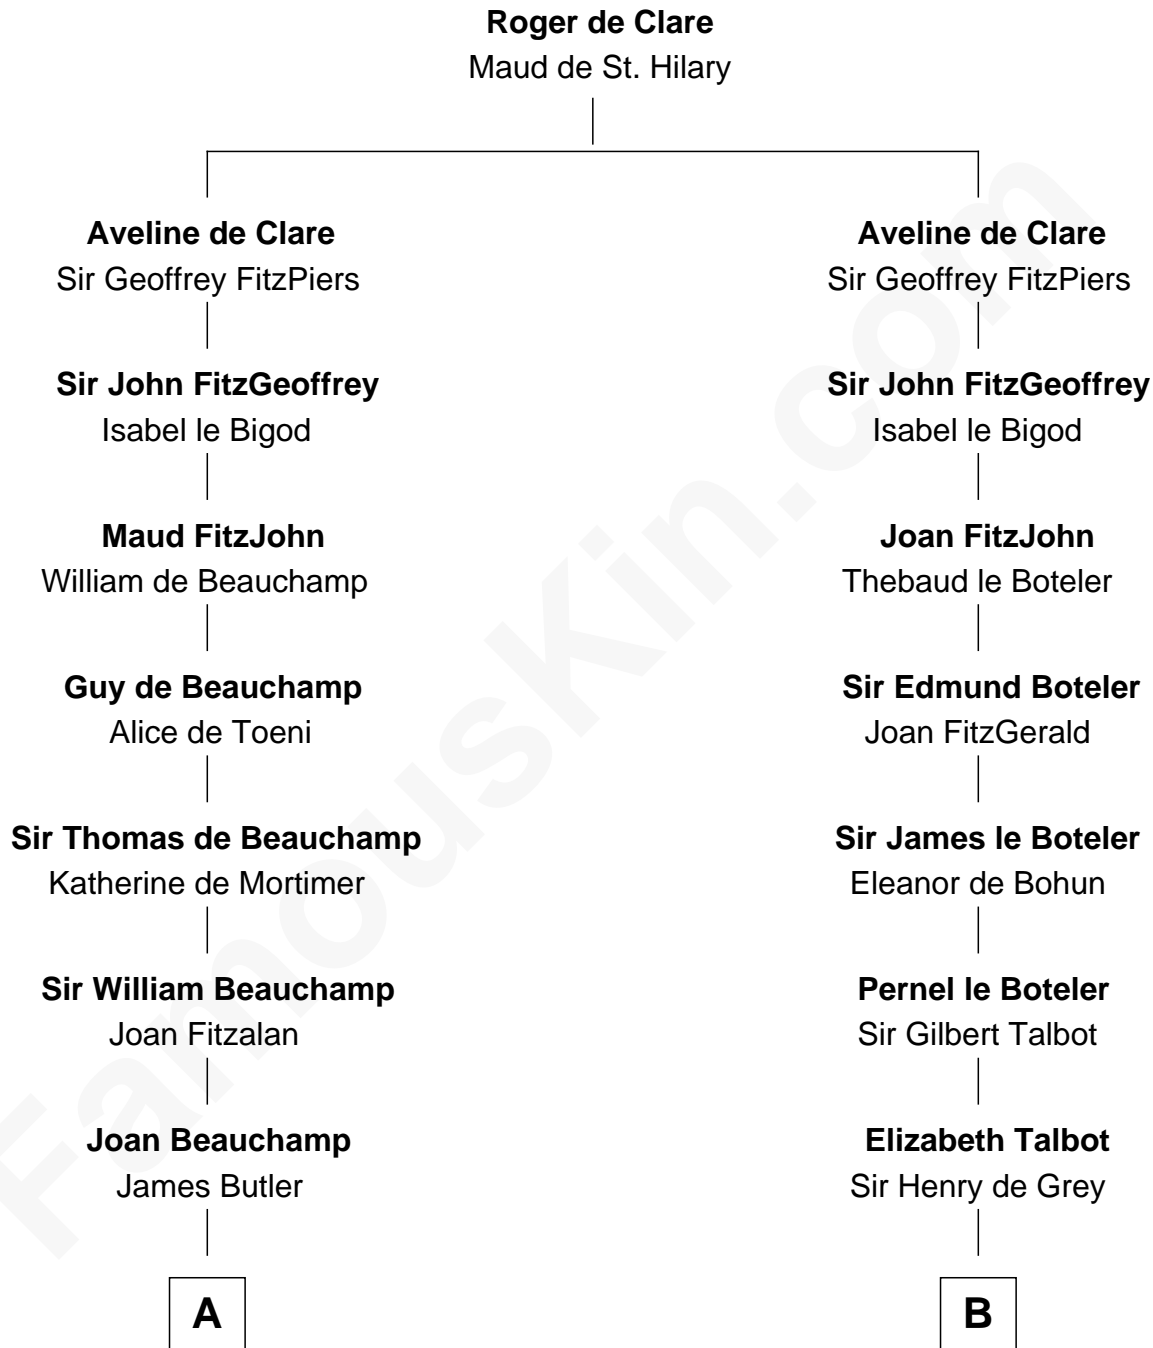 Roger de Clare
Maud de St. Hilary
Aveline de Clare
Sir Geoffrey FitzPiers
Sir John FitzGeoffrey
Isabel le Bigod
Maud FitzJohn
William de Beauchamp
Guy de Beauchamp
Alice de Toeni
Sir Thomas de Beauchamp
Katherine de Mortimer
Sir William Beauchamp
Joan Fitzalan
Joan Beauchamp
James Butler
A
Aveline de Clare
Sir Geoffrey FitzPiers
Sir John FitzGeoffrey
Isabel le Bigod
Joan FitzJohn
Thebaud le Boteler
Sir Edmund Boteler
Joan FitzGerald
Sir James le Boteler
Eleanor de Bohun
Pernel le Boteler
Sir Gilbert Talbot
Elizabeth Talbot
Sir Henry de Grey
B
FamousKin.com